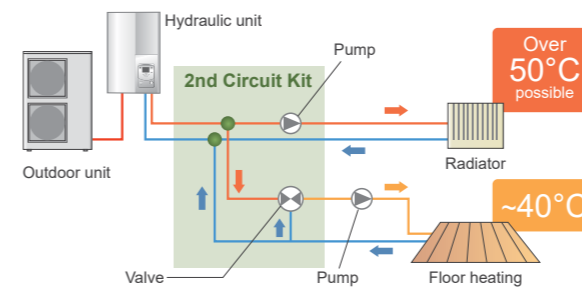 Hydraulic unit
Pump
Over
50°C
possible
2nd Circuit Kit
Outdoor unit
Radiator
~40°C
Valve
Pump
Floor heating